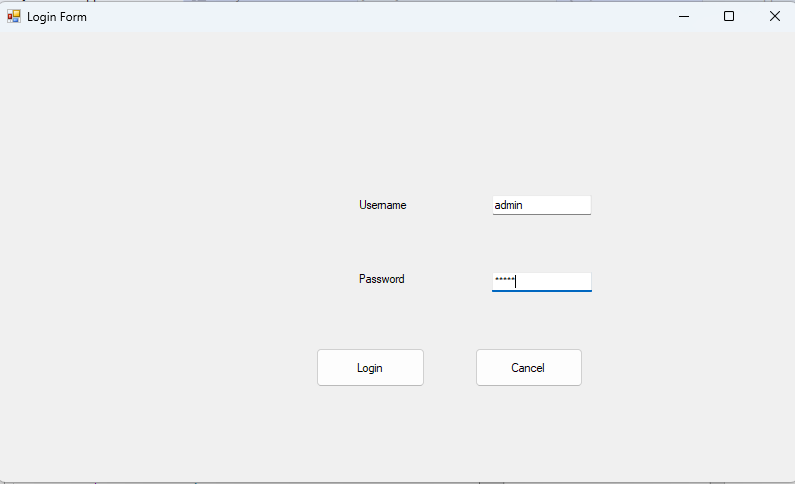 Login Form
Username admin
Password *****
Login Cancel